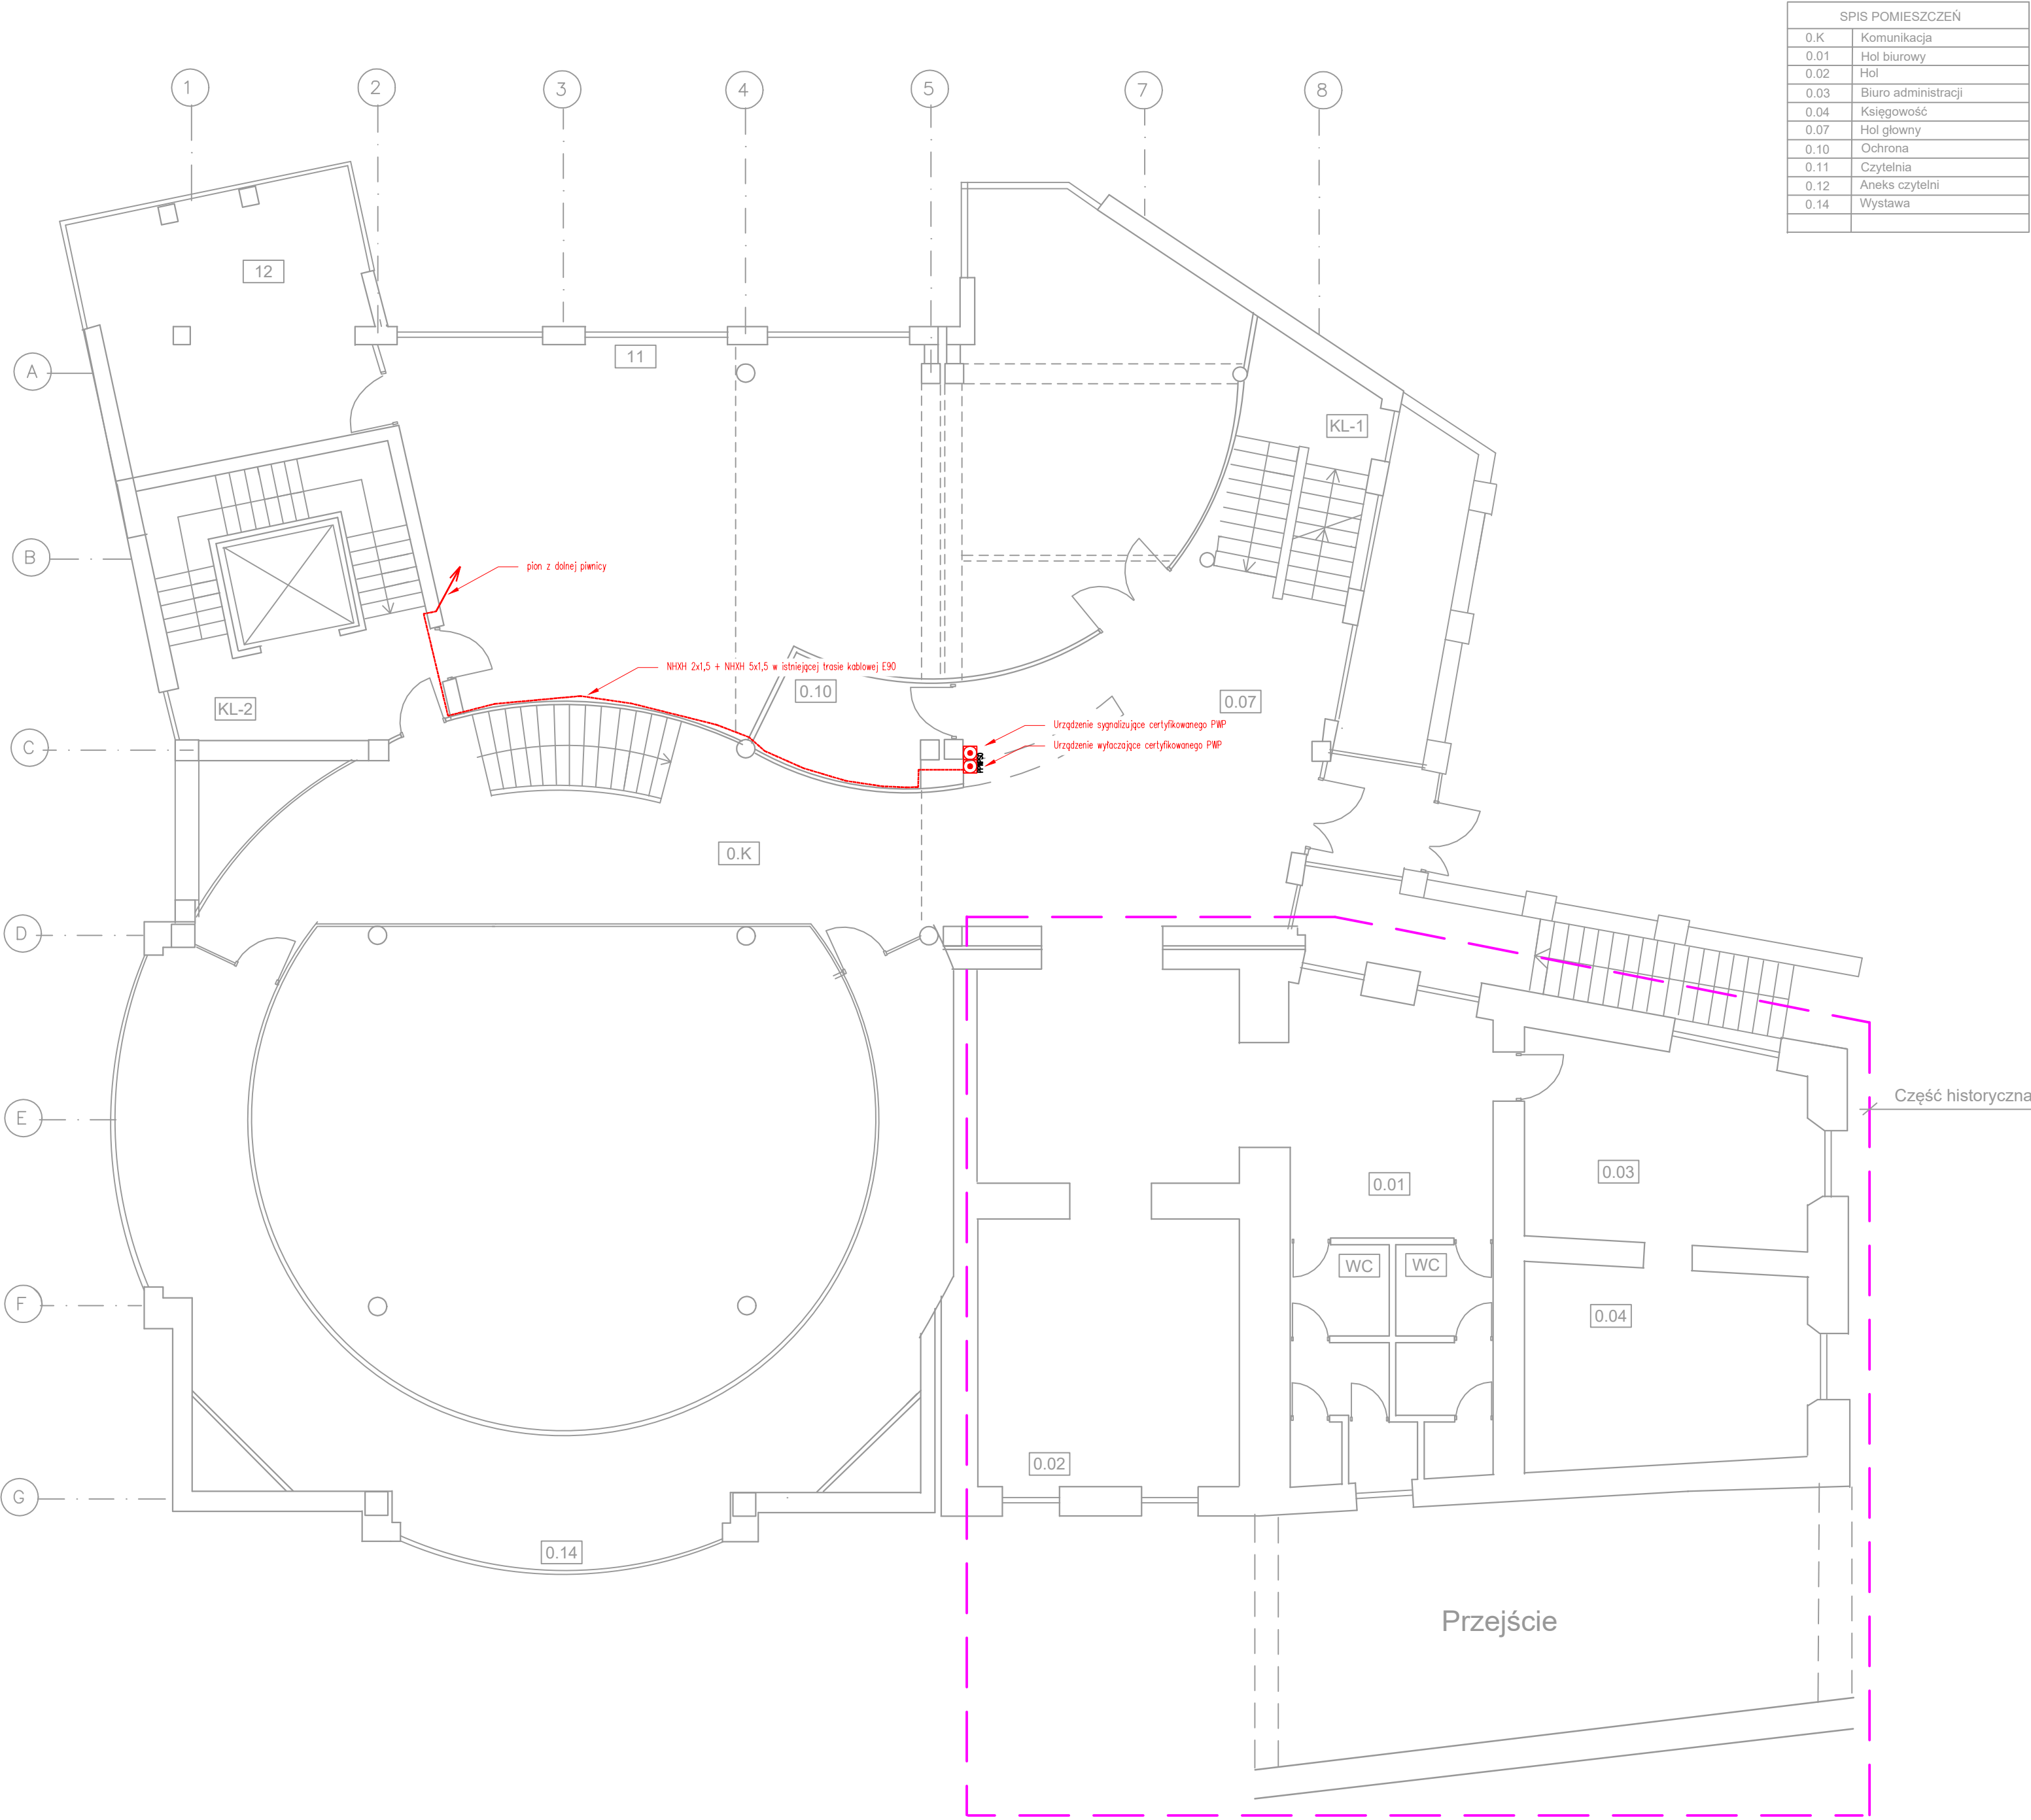 SPIS POMIESZCZEŃ
0.K Komunikacja
0.01 Hol biurowy
0.02 Hol
0.03 Biuro administracji
0.04 Księgowość
0.07 Hol głowny
0.10 Ochrona
0.11 Czytelnia
0.12 Aneks czytelni
0.14 Wystawa
1 2 3 4 5 7 8
12
11
A
KL-1
B
pion z dolnej piwnicy
NHXH 2x1,5 + NHXH 5x1,5 w istniejącej trasie kablowej E90
0.10
0.07
KL-2
Urządzenie sygnalizujące certyfikowanego PWP
C
Urządzenie wyłaczające certyfikowanego PWP
0.K
D
Część historyczna
E
0.03
0.01
WC WC
F
0.04
0.02
G
0.14
Przejście